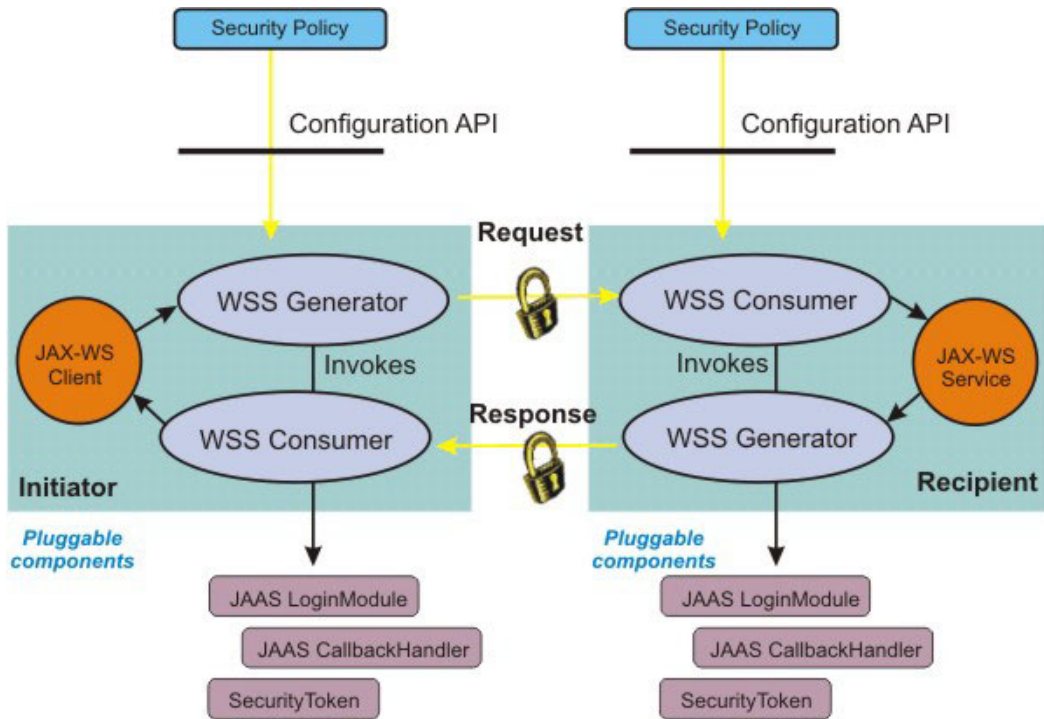 Security Policy
Security Policy
Configuration API
Configuration API
Request
WSS Generator
WSS Consumer
JAX-WS
Client
Invokes
Invokes
JAX-WS
Service
Response
WSS Consumer
WSS Generator
Initiator
Recipient
Pluggable
components
Pluggable
components
JAAS LoginModule
JAAS LoginModule
JAAS CallbackHandler
JAAS CallbackHandler
SecurityToken
SecurityToken